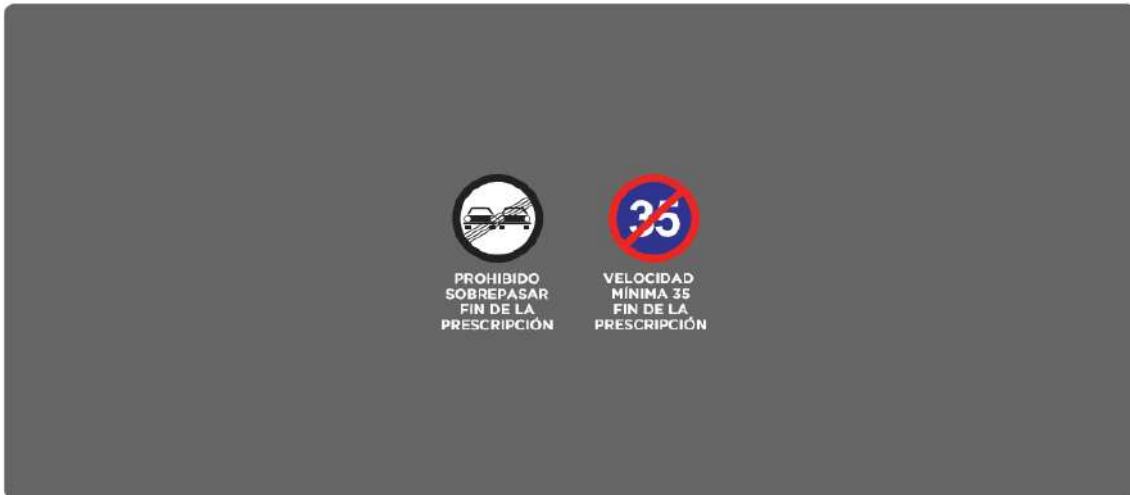 PROHIBIDO
SOBREPASAR
FIN DE LA
PRESCRIPCIÓN
35
VELOCIDAD
MÍNIMA 35
FIN DE LA
PRESCRIPCIÓN